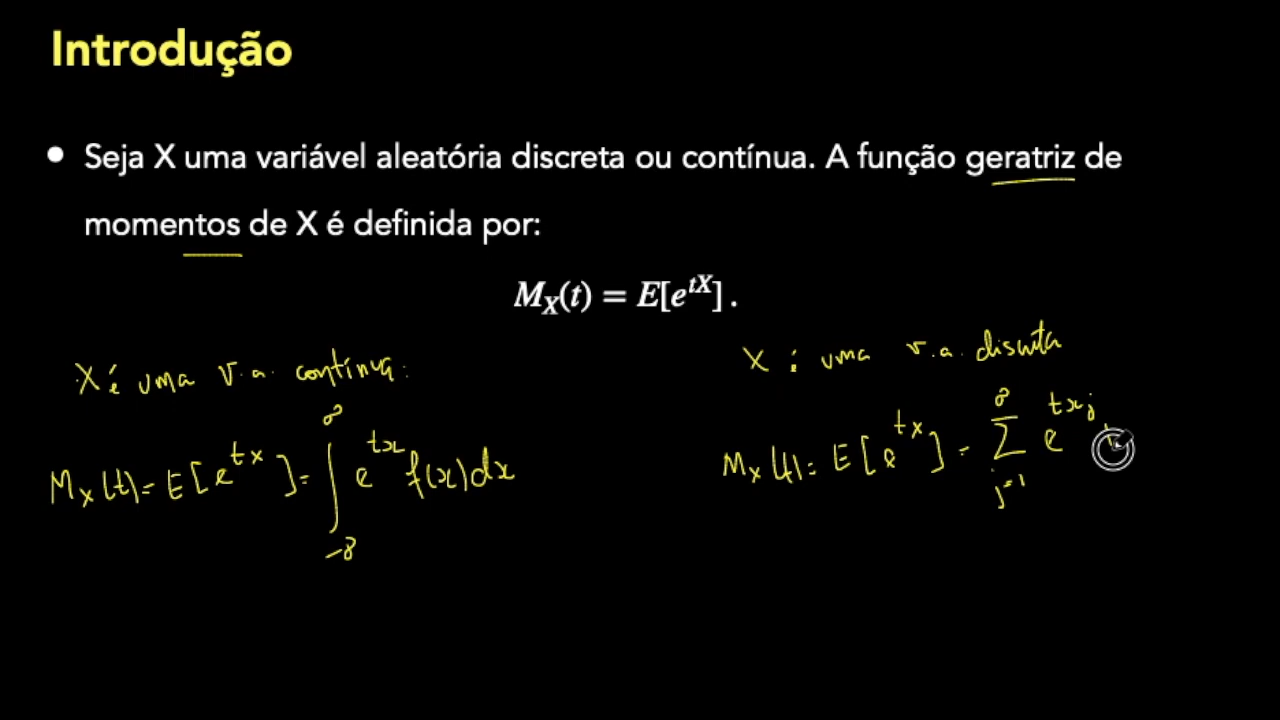 Introdução
• Seja X uma variável aleatória discreta ou contínua. A função geratriz de
momentos de X é definida por:
M_X(t) = E[e^{tX}].
X é uma v.a. contínua:
M_X(t) = E[e^{tx}] = ∫_{-∞}^{∞} e^{tx} f(x)dx
X é uma v.a. discreta
M_X(t) = E[e^{tx}] = Σ_{j=1}^{∞} e^{tx_j}